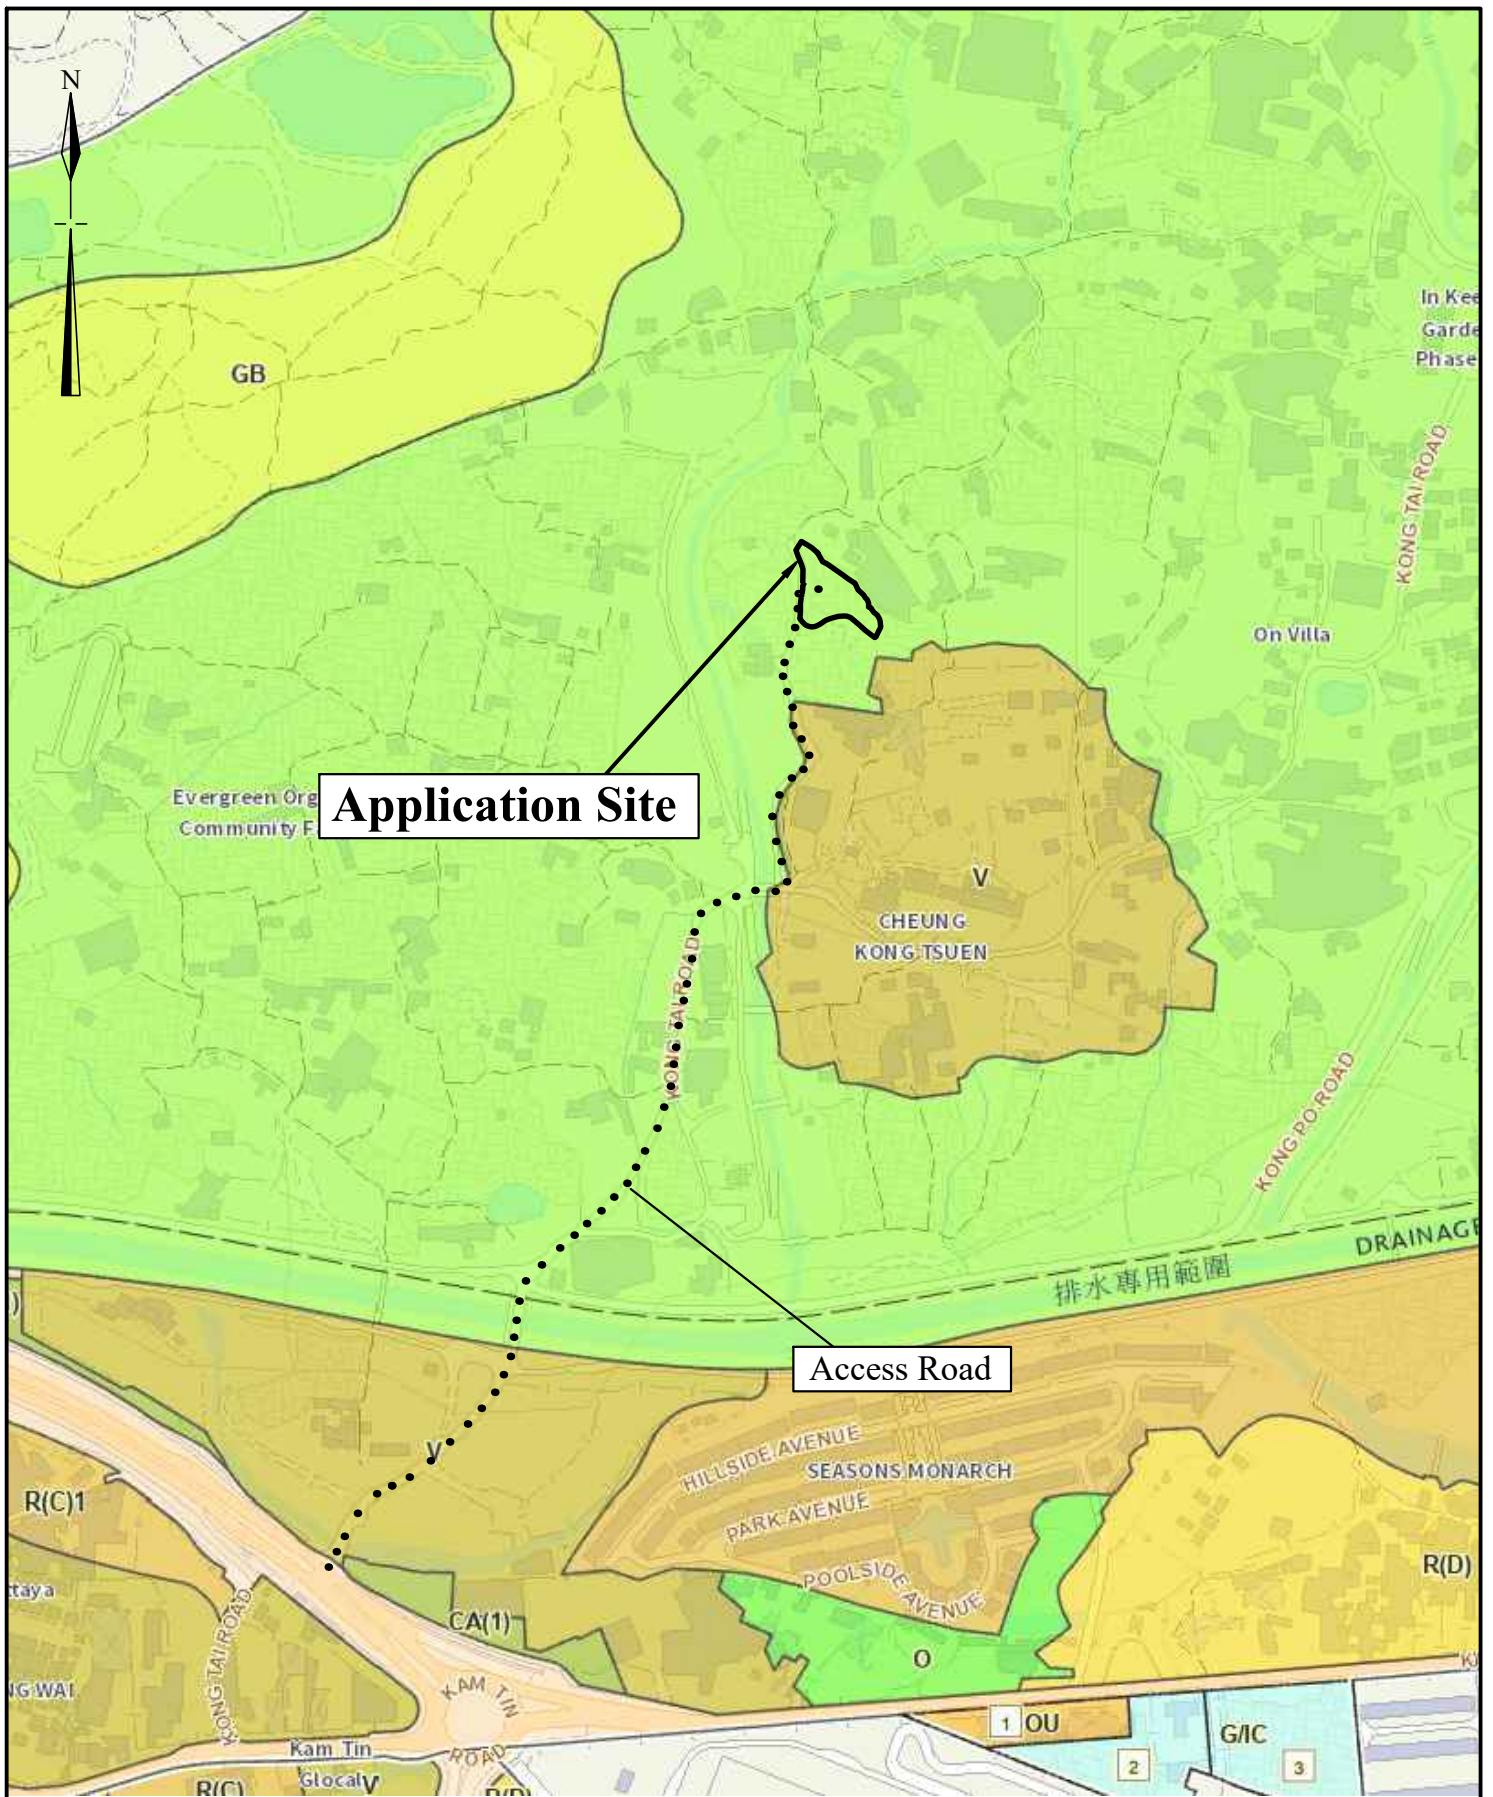 N
In Kee
Garde
Phase
GB
KONG TAI ROAD
On Villa
Evergreen Org
Community F
Application Site
V
CHEUNG
KONG TSUEN
KONG TAI ROAD
KONG PO ROAD
DRAINAGE
排水專用範圍
Access Road
V
HILLSIDE AVENUE
SEASONS MONARCH
PARK AVENUE
POOLSIDE AVENUE
R(C)1
R(D)
ttaya
KONG TAI ROAD
CA(1)
O
NG WAI
KAM TIN
ROAD
1 OU
G/IC
2
3
Kam Tin
Glocal
V
R(C)
R(D)